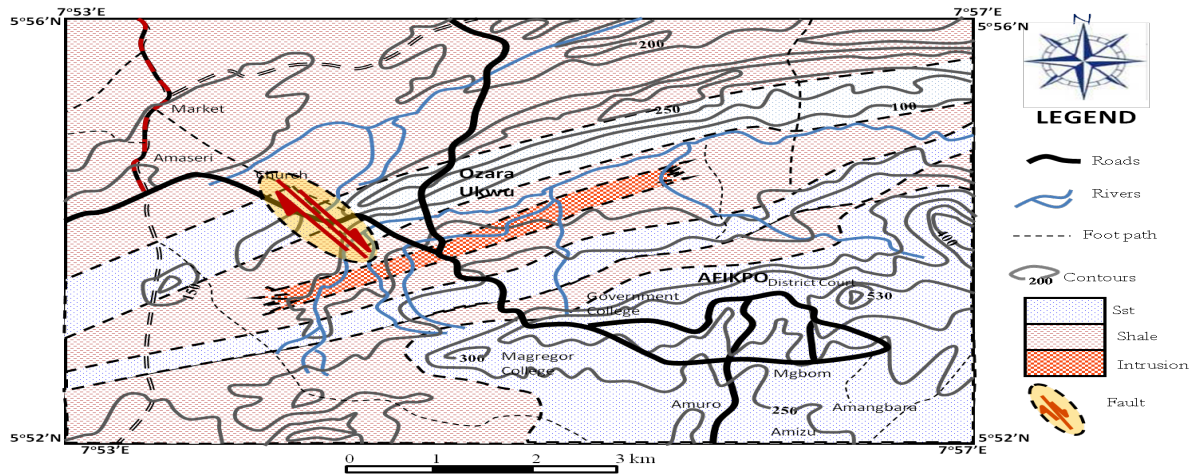 7°53’E
7°57’E
5°56’N
5°56’N
N
200
Market
250
100
LEGEND
Amaseri
Roads
Church
Ozara
Ukwu
Rivers
Foot path
400
200 Contours
150
AFIKPO
District Court
530
Government
College
Sst
Shale
Intrusion
300
Magregor
College
Mgbom
Fault
Amuro
250
Amangbara
Amizu
5°52’N
5°52’N
7°53’E
7°57’E
0 1 2 3 km